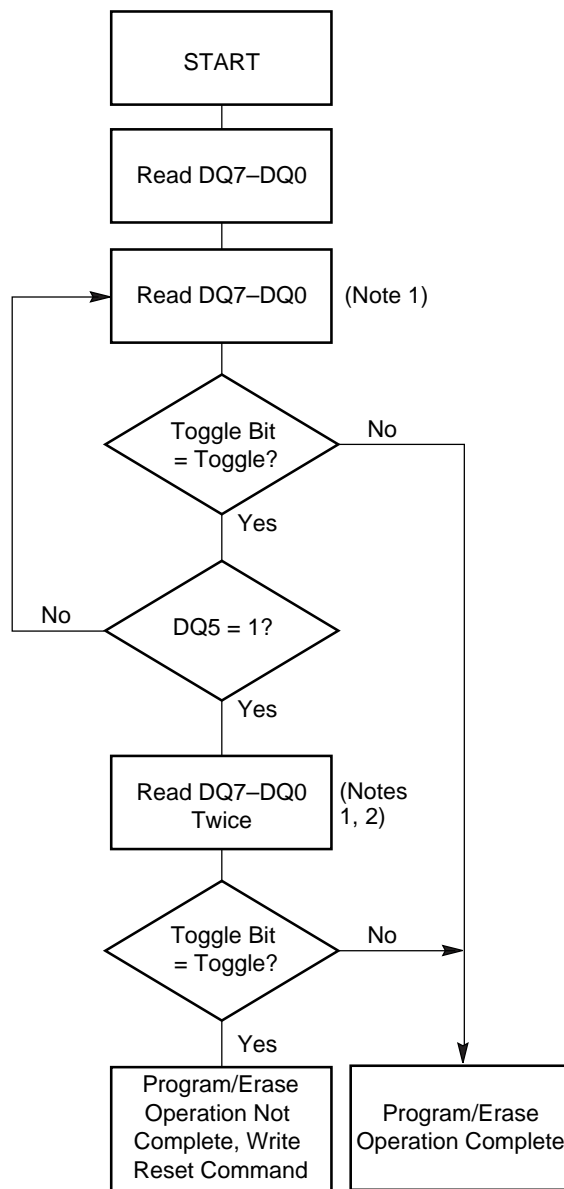 START
Read DQ7–DQ0
Read DQ7–DQ0
(Note 1)
Toggle Bit
= Toggle?
No
Yes
No
DQ5 = 1?
Yes
Read DQ7–DQ0
Twice
(Notes
1, 2)
Toggle Bit
= Toggle?
No
Yes
Program/Erase
Operation Not
Complete, Write
Reset Command
Program/Erase
Operation Complete